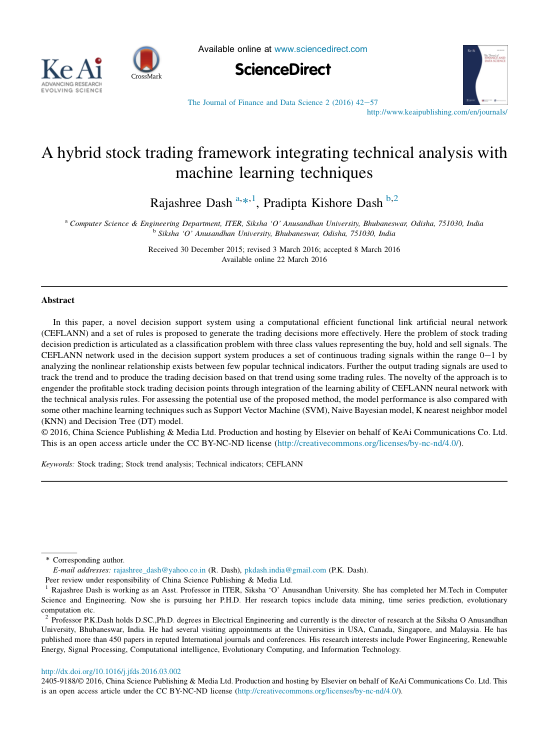 Ke Ai
ADVANCING RESEARCH
EVOLVING SCIENCE
CrossMark
Available online at www.sciencedirect.com
ScienceDirect
The Journal of Finance and Data Science 2 (2016) 42–57
http://www.keaipublishing.com/en/journals/
A hybrid stock trading framework integrating technical analysis with
machine learning techniques
Rajashree Dash a,*,1, Pradipta Kishore Dash b,2
a Computer Science & Engineering Department, ITER, Siksha ‘O’ Anusandhan University, Bhubaneswar, Odisha, 751030, India
b Siksha ‘O’ Anusandhan University, Bhubaneswar, Odisha, 751030, India
Received 30 December 2015; revised 3 March 2016; accepted 8 March 2016
Available online 22 March 2016
Abstract
In this paper, a novel decision support system using a computational efficient functional link artificial neural network
(CEFLANN) and a set of rules is proposed to generate the trading decisions more effectively. Here the problem of stock trading
decision prediction is articulated as a classification problem with three class values representing the buy, hold and sell signals. The
CEFLANN network used in the decision support system produces a set of continuous trading signals within the range 0–1 by
analyzing the nonlinear relationship exists between few popular technical indicators. Further the output trading signals are used to
track the trend and to produce the trading decision based on that trend using some trading rules. The novelty of the approach is to
engender the profitable stock trading decision points through integration of the learning ability of CEFLANN neural network with
the technical analysis rules. For assessing the potential use of the proposed method, the model performance is also compared with
some other machine learning techniques such as Support Vector Machine (SVM), Naive Bayesian model, K nearest neighbor model
(KNN) and Decision Tree (DT) model.
© 2016, China Science Publishing & Media Ltd. Production and hosting by Elsevier on behalf of KeAi Communications Co. Ltd.
This is an open access article under the CC BY-NC-ND license (http://creativecommons.org/licenses/by-nc-nd/4.0/).
Keywords: Stock trading; Stock trend analysis; Technical indicators; CEFLANN
* Corresponding author.
E-mail addresses: rajashree_dash@yahoo.co.in (R. Dash), pkdash.india@gmail.com (P.K. Dash).
Peer review under responsibility of China Science Publishing & Media Ltd.
1 Rajashree Dash is working as an Asst. Professor in ITER, Siksha ‘O’ Anusandhan University. She has completed her M.Tech in Computer
Science and Engineering. Now she is pursuing her P.H.D. Her research topics include data mining, time series prediction, evolutionary
computation etc.
2 Professor P.K.Dash holds D.SC.,Ph.D. degrees in Electrical Engineering and currently is the director of research at the Siksha O Anusandhan
University, Bhubaneswar, India. He had several visiting appointments at the Universities in USA, Canada, Singapore, and Malaysia. He has
published more than 450 papers in reputed International journals and conferences. His research interests include Power Engineering, Renewable
Energy, Signal Processing, Computational intelligence, Evolutionary Computing, and Information Technology.
http://dx.doi.org/10.1016/j.jfds.2016.03.002
2405-9188/© 2016, China Science Publishing & Media Ltd. Production and hosting by Elsevier on behalf of KeAi Communications Co. Ltd. This
is an open access article under the CC BY-NC-ND license (http://creativecommons.org/licenses/by-nc-nd/4.0/).